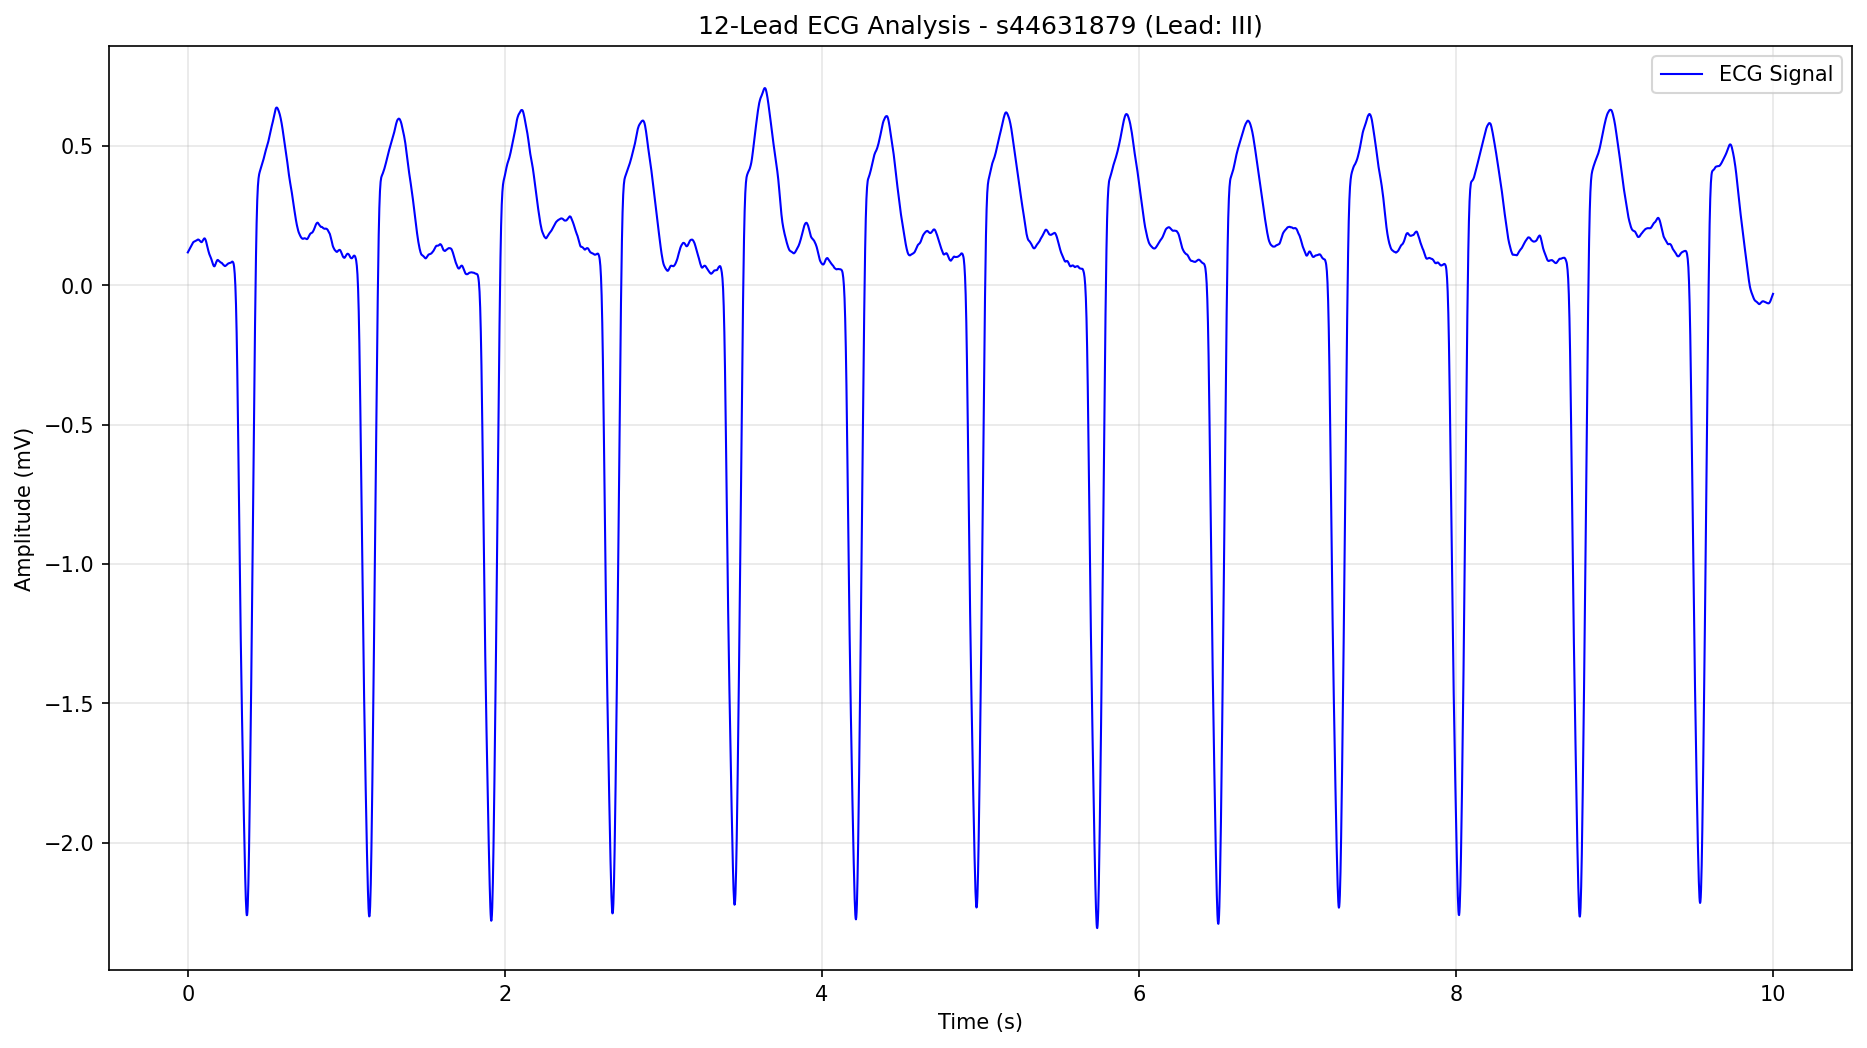 12-Lead ECG Analysis - s44631879 (Lead: III)
ECG Signal
0.5
0.0
−0.5
−1.0
−1.5
−2.0
Amplitude (mV)
0 2 4 6 8 10
Time (s)